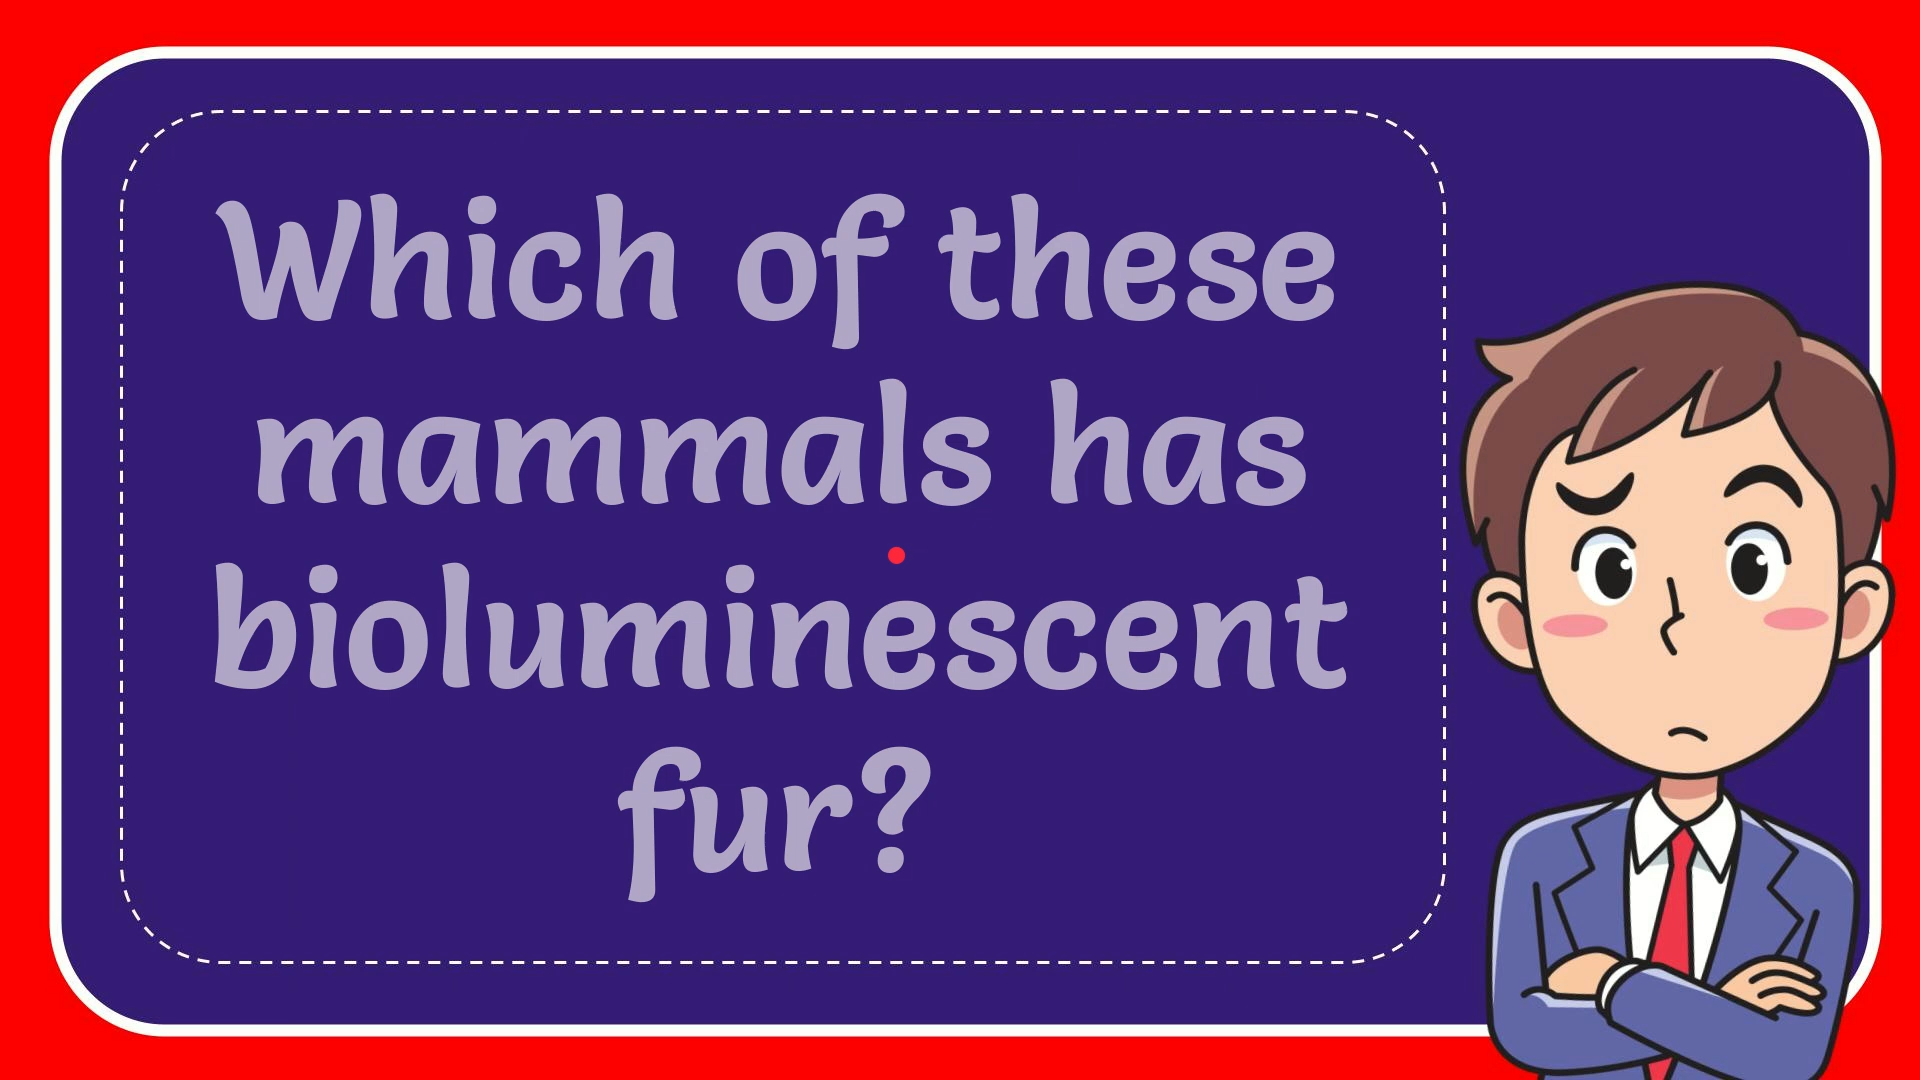 Which of these
mammals has
bioluminescent
fur?